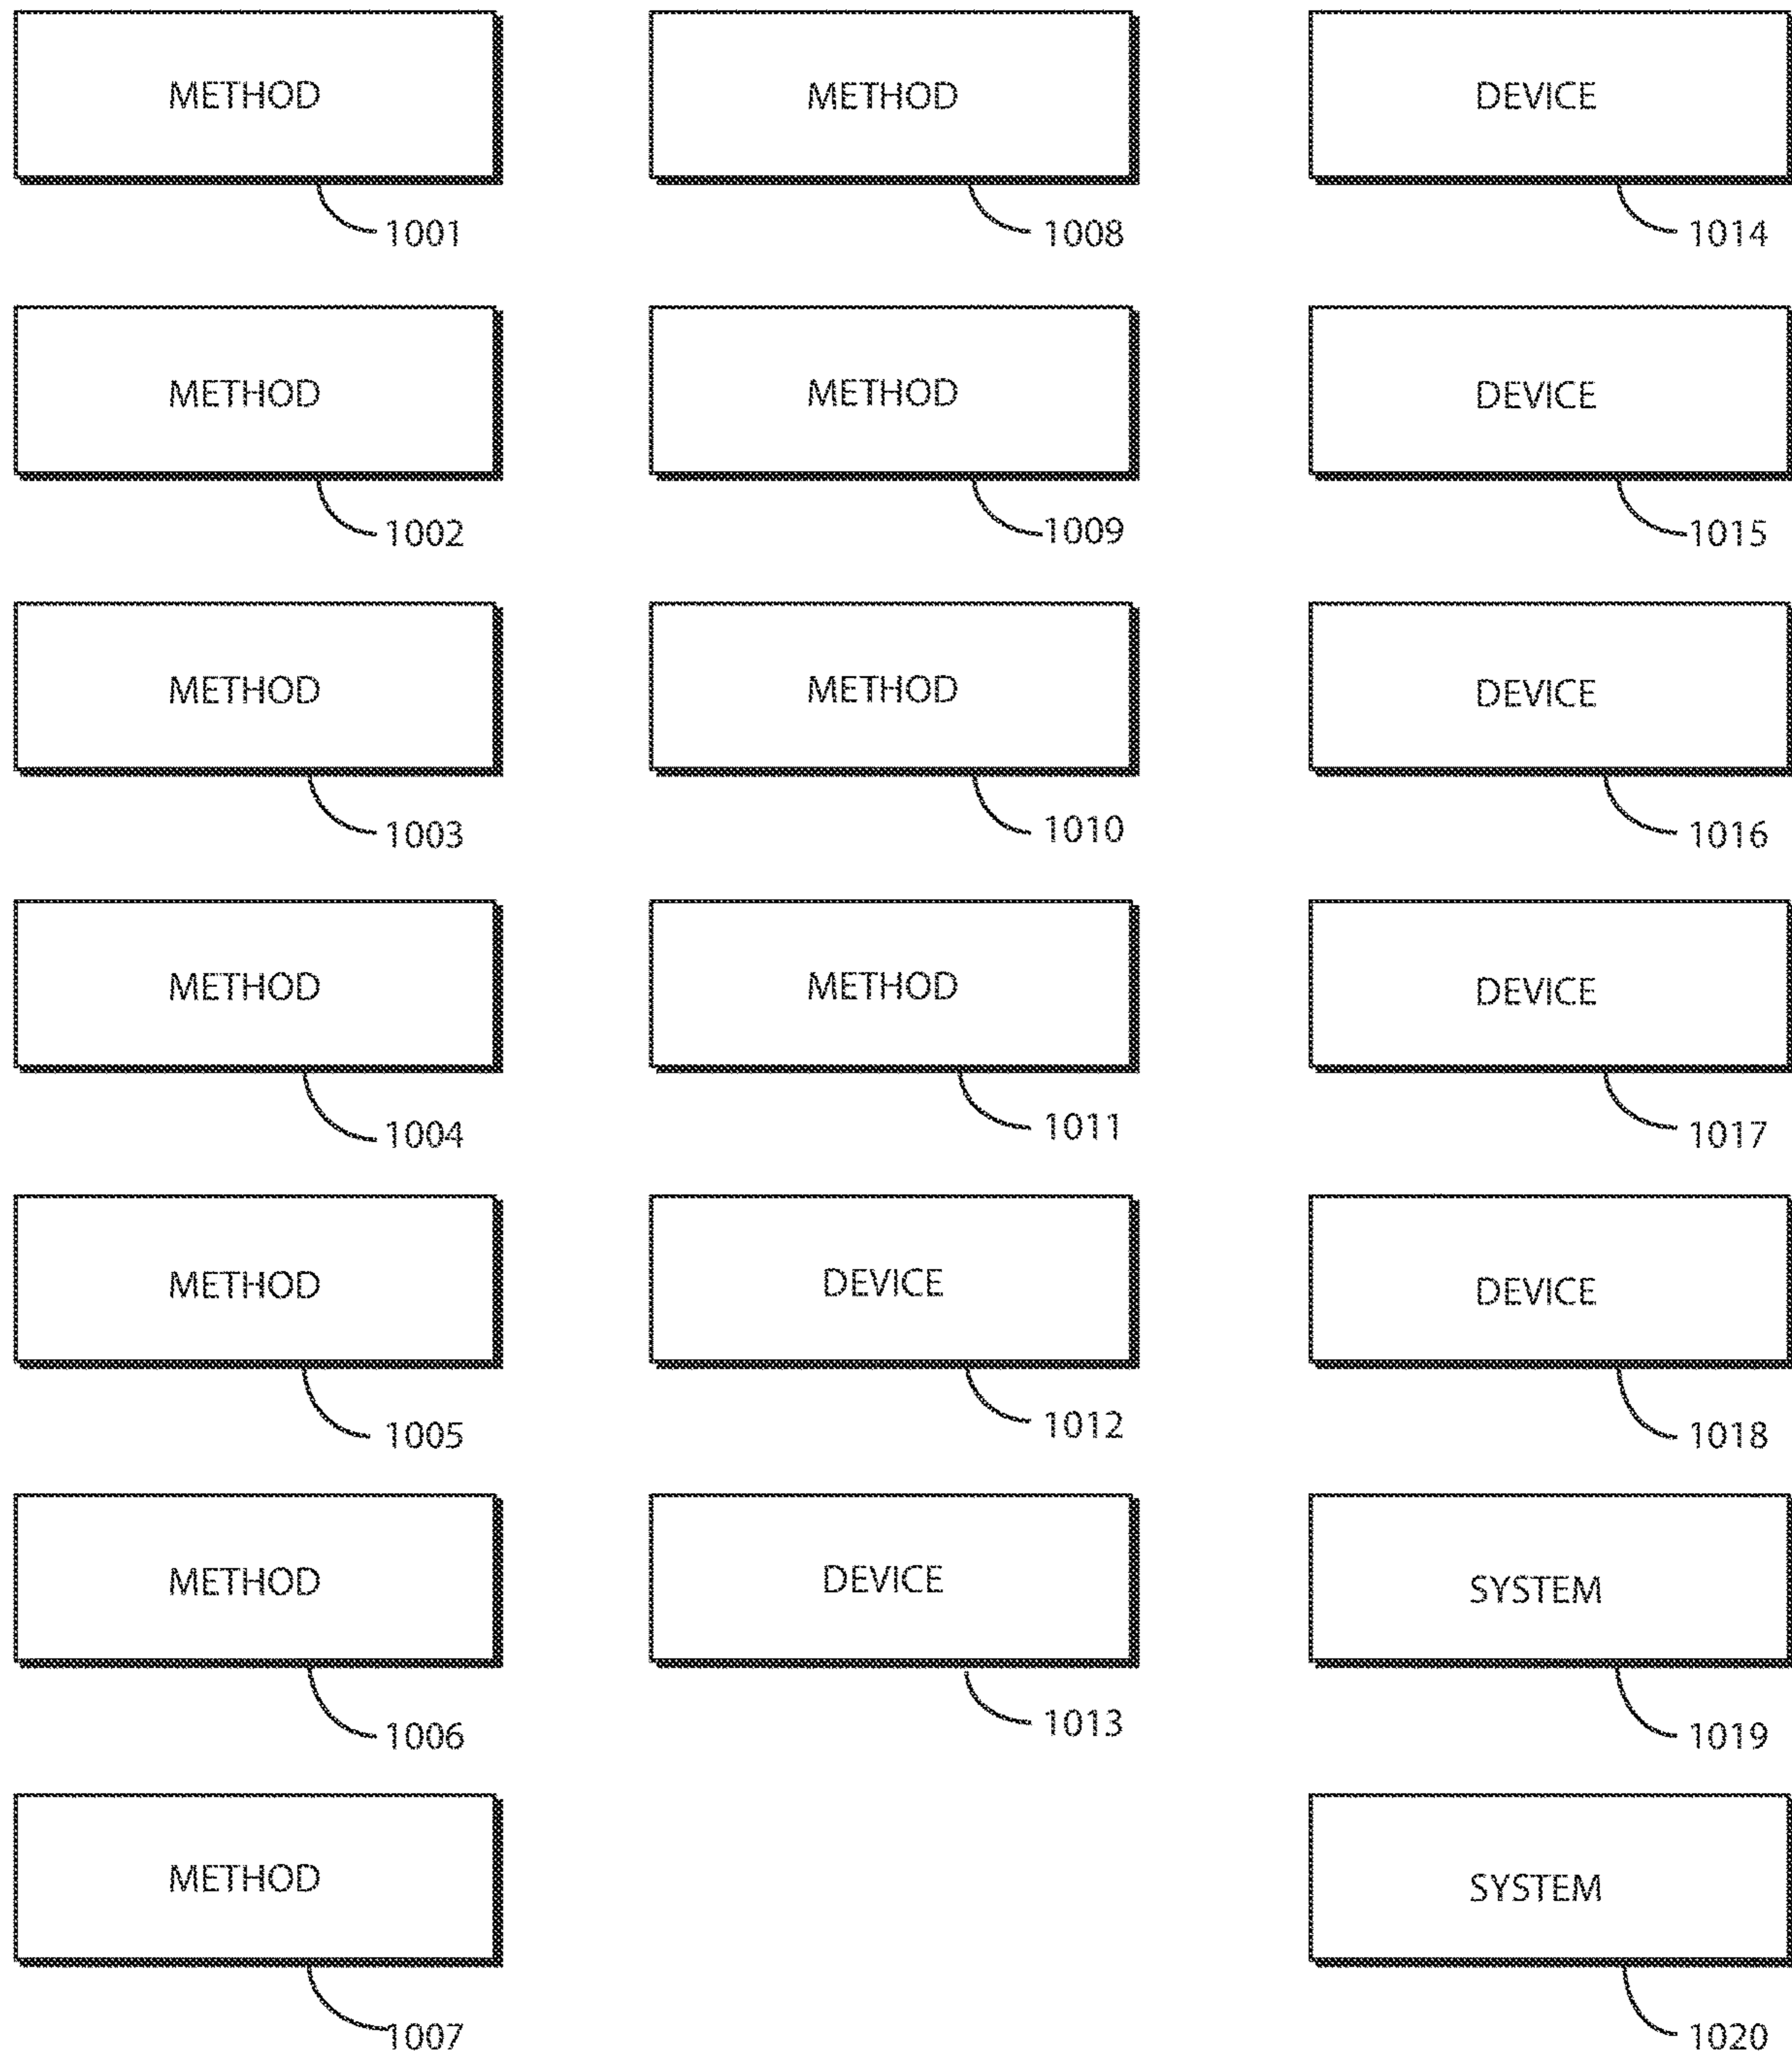 METHOD
1001
METHOD
1002
METHOD
1003
METHOD
1004
METHOD
1005
METHOD
1006
METHOD
1007
METHOD
1008
METHOD
1009
METHOD
1010
METHOD
1011
DEVICE
1012
DEVICE
1013
DEVICE
1014
DEVICE
1015
DEVICE
1016
DEVICE
1017
DEVICE
1018
SYSTEM
1019
SYSTEM
1020